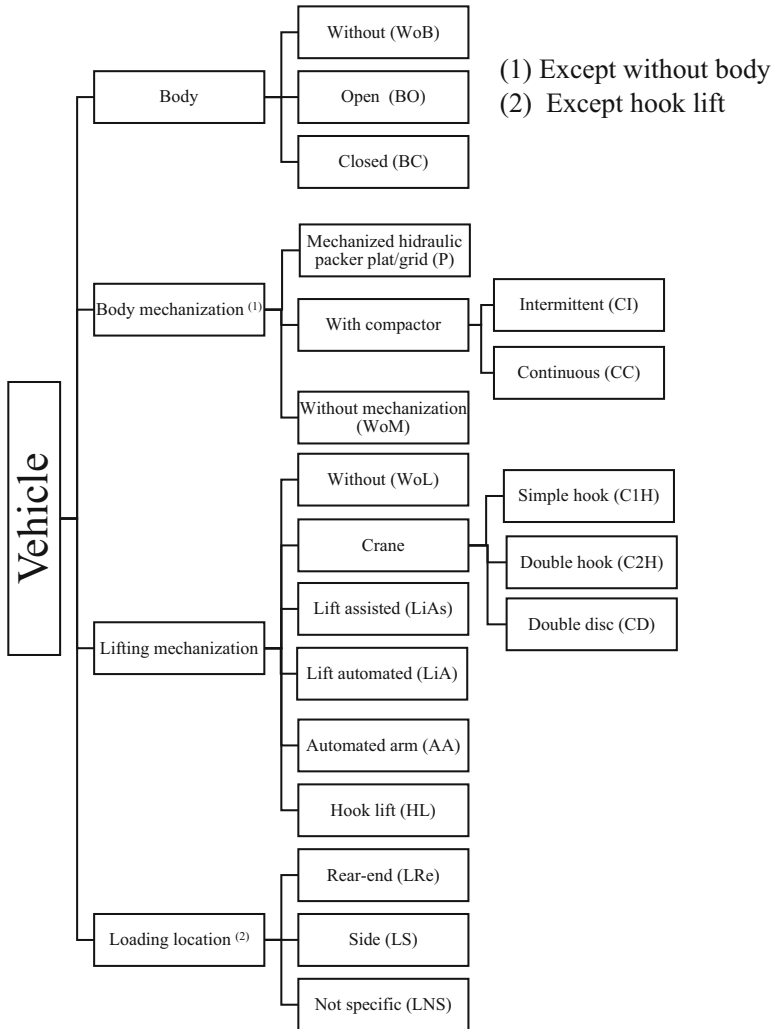 Vehicle
Body
Without (WoB)
Open (BO)
Closed (BC)
(1) Except without body
(2) Except hook lift
Body mechanization (1)
Mechanized hidraulic
packer plat/grid (P)
With compactor
Intermittent (CI)
Continuous (CC)
Without mechanization
(WoM)
Lifting mechanization
Without (WoL)
Crane
Simple hook (C1H)
Double hook (C2H)
Double disc (CD)
Lift assisted (LiAs)
Lift automated (LiA)
Automated arm (AA)
Hook lift (HL)
Loading location (2)
Rear-end (LRe)
Side (LS)
Not specific (LNS)